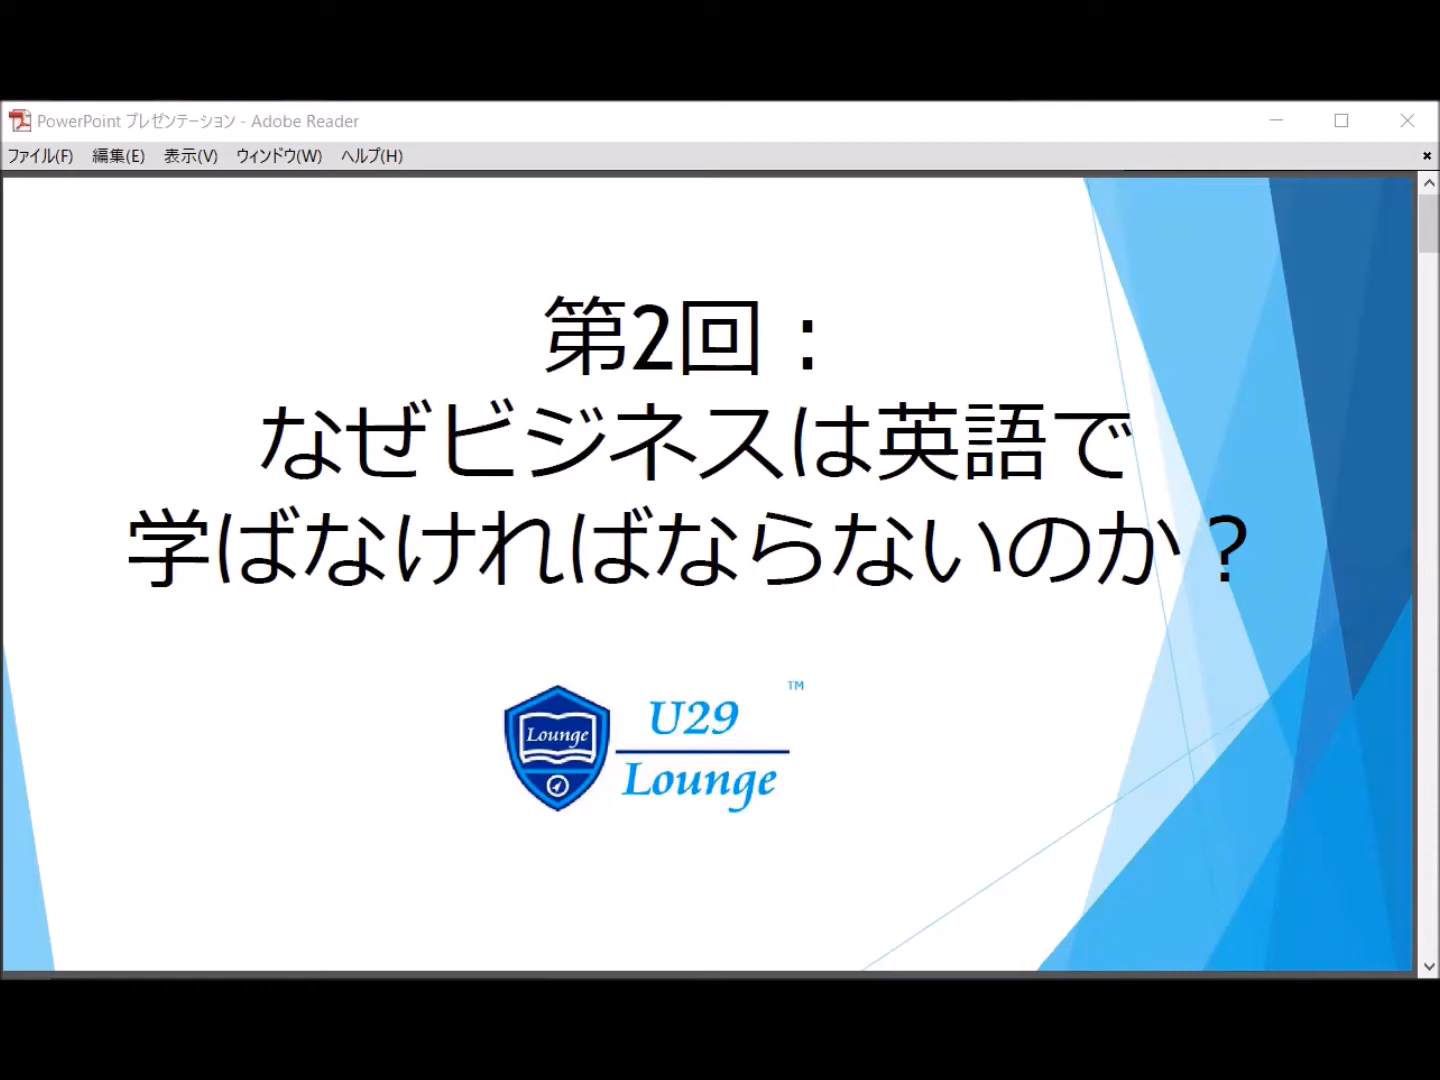 PowerPoint プレゼンテーション - Adobe Reader
ファイル(F) 編集(E) 表示(V) ウィンドウ(W) ヘルプ(H)
第2回：
なぜビジネスは英語で
学ばなければならないのか？
Lounge
U29
TM
Lounge